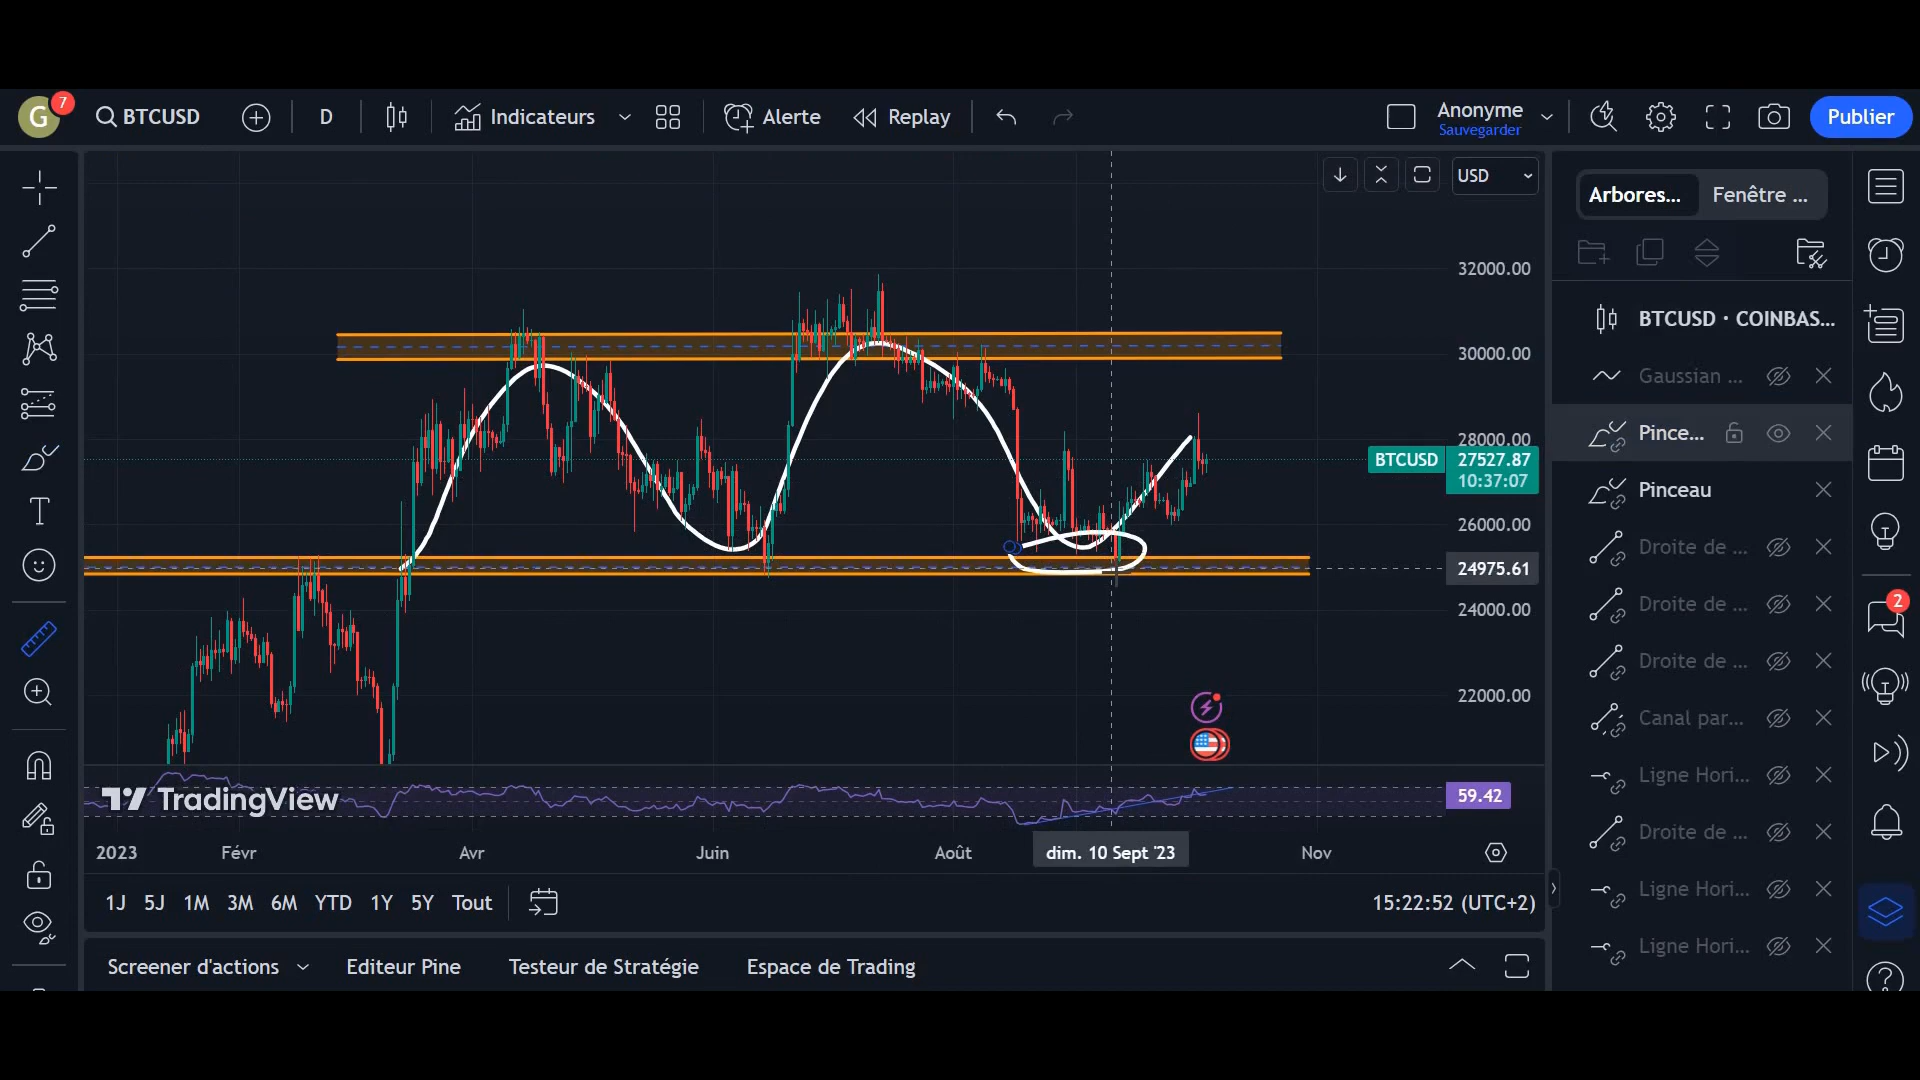 G
7
BTCUSD
D
Indicateurs
Alerte
Replay
Anonyme
Sauvegarder
Publier
USD
Arbores...
Fenêtre ...
32000.00
30000.00
28000.00
BTCUSD
27527.87
10:37:07
26000.00
24975.61
24000.00
22000.00
BTCUSD • COINBAS...
Gaussian ...
Pince...
Pinceau
Droite de ...
Droite de ...
Droite de ...
Canal par...
Ligne Hori...
Droite de ...
Ligne Hori...
Ligne Hori...
2
TradingView
59.42
2023
Févr
Avr
Juin
Août
dim. 10 Sept '23
Nov
1J 5J 1M 3M 6M YTD 1Y 5Y Tout
15:22:52 (UTC+2)
Screener d'actions
Editeur Pine
Testeur de Stratégie
Espace de Trading